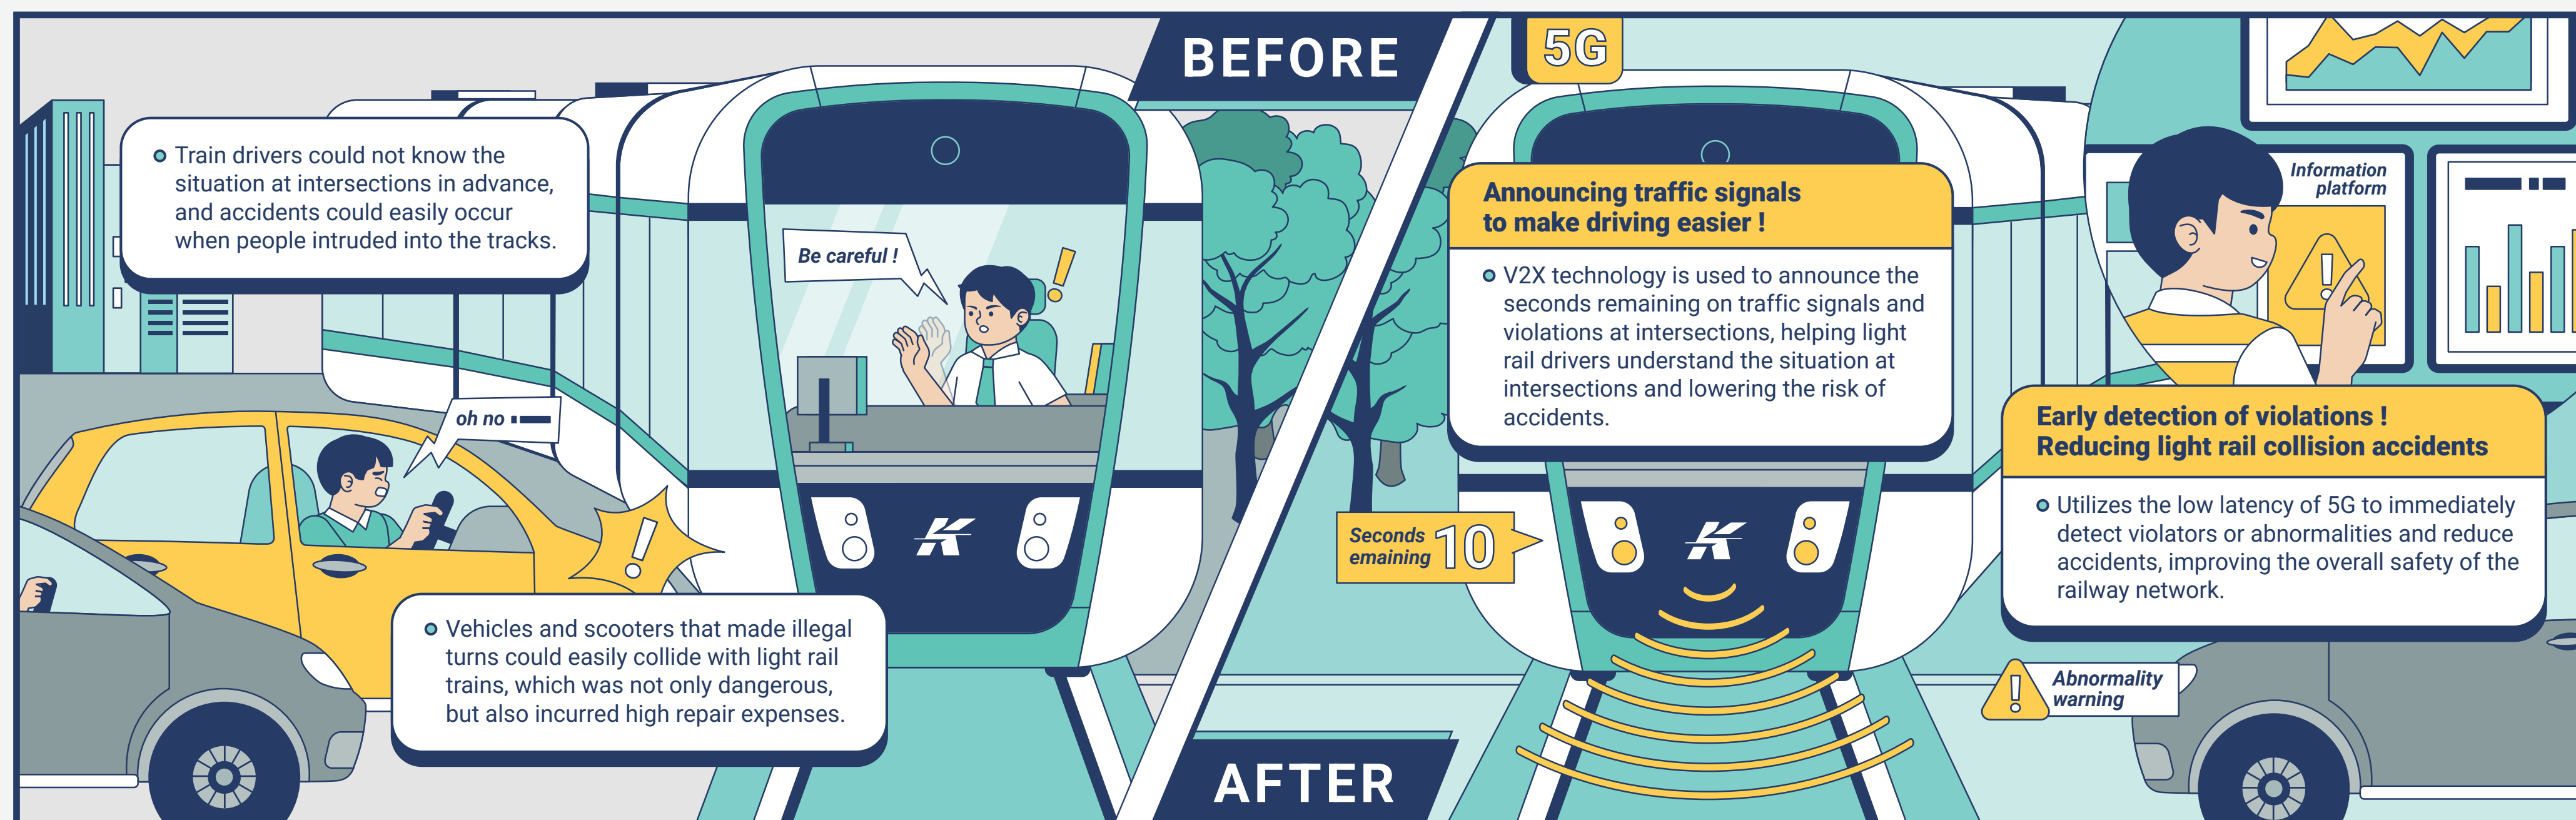 BEFORE
Train drivers could not know the
situation at intersections in advance,
and accidents could easily occur
when people intruded into the tracks.
Be careful !
oh no
Vehicles and scooters that made illegal
turns could easily collide with light rail
trains, which was not only dangerous,
but also incurred high repair expenses.
AFTER
5G
Announcing traffic signals
to make driving easier !
V2X technology is used to announce the
seconds remaining on traffic signals and
violations at intersections, helping light
rail drivers understand the situation at
intersections and lowering the risk of
accidents.
Seconds
emaining
10
Information
platform
Early detection of violations !
Reducing light rail collision accidents
Utilizes the low latency of 5G to immediately
detect violators or abnormalities and reduce
accidents, improving the overall safety of the
railway network.
Abnormality
warning